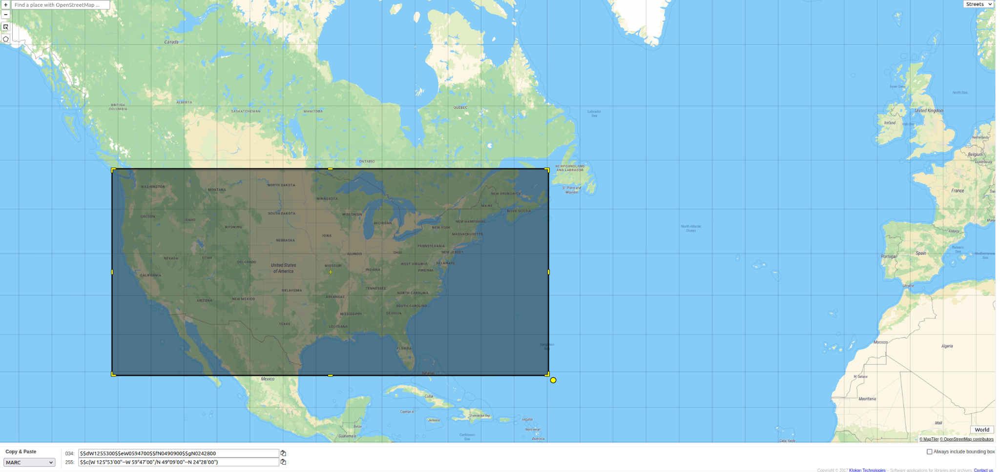 +
Find a place with OpenStreetMap ...
Streets
−
Canada
Inner Seas
North Sea
ALBERTA
BRITISH
COLUMBIA
SASKATCHEWAN
MANITOBA
QUÉBEC
Labrador
Sea
United Kingdom
Ireland
Irish Sea
Netherlands
Belgium
Luxembourg
ONTARIO
NEWFOUNDLAND
AND LABRADOR
St. Pierre and
Miquelon
France
WASHINGTON
MONTANA
NORTH DAKOTA
MINNESOTA
NEW BRUNSWICK
MAINE
NOVA SCOTIA
OREGON
IDAHO
SOUTH DAKOTA
WISCONSIN
MICHIGAN
NEW HAMPSHIRE
WYOMING
NEW YORK
MASSACHUSETTS
North Atlantic
Ocean
Andorra
IOWA
NEBRASKA
PENNSYLVANIA
Balearic
Sea
NEVADA
UTAH
ILLINOIS
OHIO
NEW JERSEY
Portugal
Spain
Mediterranean
Sea
COLORADO
United States
of America
MISSOURI
INDIANA
WEST VIRGINIA
VIRGINIA
DELAWARE
CALIFORNIA
Gibraltar
OKLAHOMA
TENNESSEE
ARKANSAS
NORTH CAROLINA
ARIZONA
NEW MEXICO
SOUTH CAROLINA
MISSISSIPPI
GEORGIA
TEXAS
LOUISIANA
Sargasso
Sea
FLORIDA
Morocco
Algeria
Bahamas
Mexico
W. Sahara
Cuba
Mauritania
Cayman Is.
Jamaica
Dominican Rep.
Anguilla
Belize
Montserrat
Mali
Guatemala
Caribbean
Sea
Dominica
World
Cabo Verde
© MapTiler © OpenStreetMap contributors
Copy & Paste
034: $$dW1255300$$eW0594700$$fN0490900$$gN0242800
Always include bounding box
MARC
255: $$c(W 125°53'00"--W 59°47'00"/N 49°09'00"--N 24°28'00")
Copyright © 2017 Klokan Technologies – Software applications for libraries and archives. Contact us.